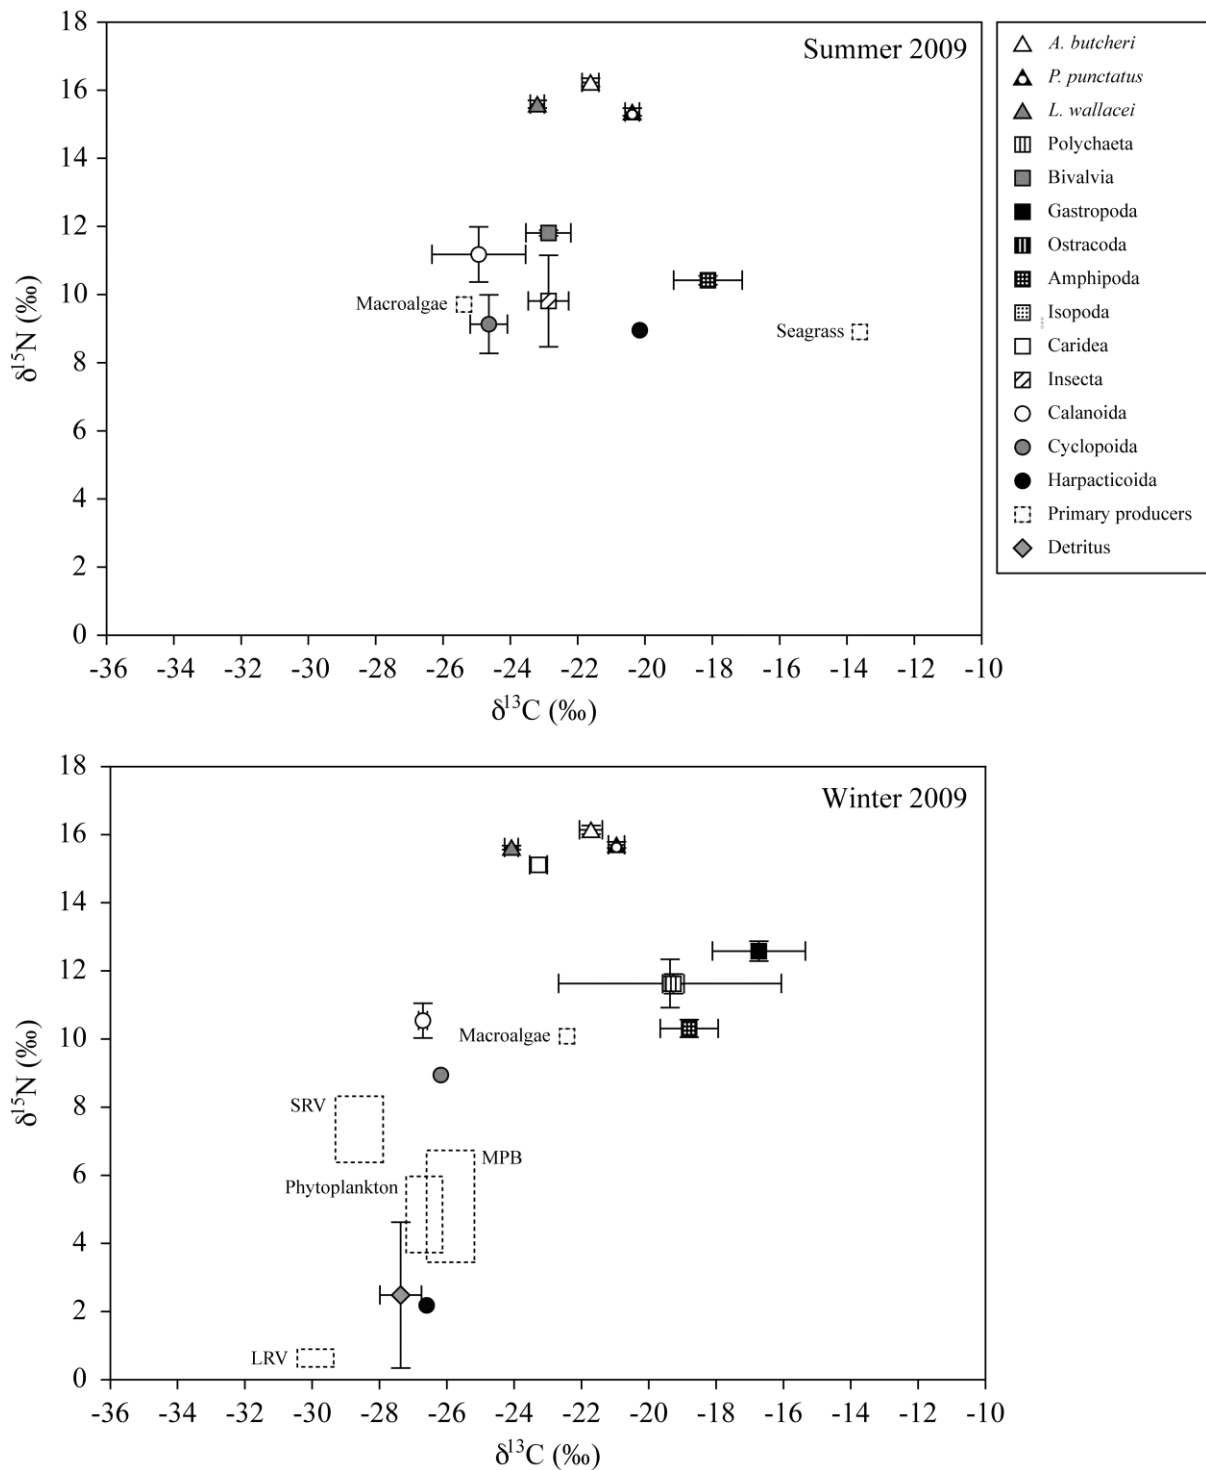 Summer 2009
18
16
14
12
10
8
6
4
2
0
δ15N (‰)
Macroalgae
Seagrass
-36 -34 -32 -30 -28 -26 -24 -22 -20 -18 -16 -14 -12 -10
δ13C (‰)
A. butcheri
P. punctatus
L. wallacei
Polychaeta
Bivalvia
Gastropoda
Ostracoda
Amphipoda
Isopoda
Caridea
Insecta
Calanoida
Cyclopoida
Harpacticoida
Primary producers
Detritus
Winter 2009
18
16
14
12
10
8
6
4
2
0
δ15N (‰)
Macroalgae
SRV
MPB
Phytoplankton
LRV
-36 -34 -32 -30 -28 -26 -24 -22 -20 -18 -16 -14 -12 -10
δ13C (‰)